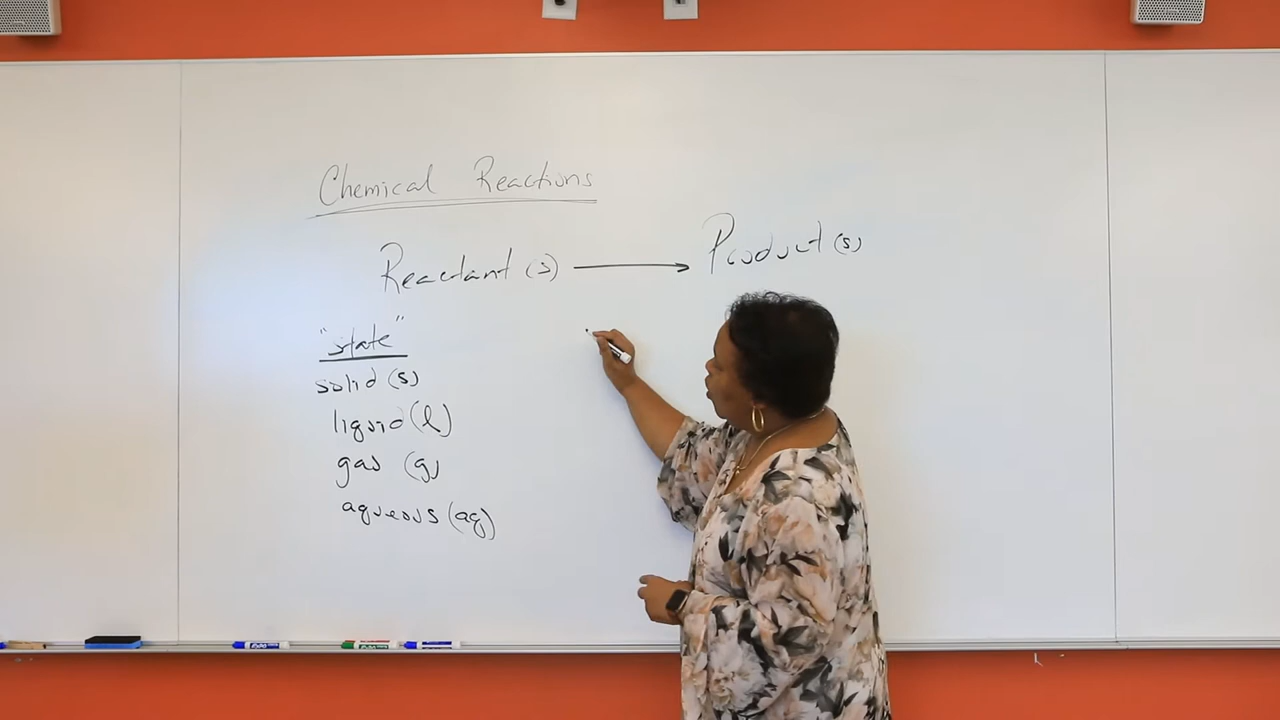 Chemical Reactions
Reactant(s) ⟶ Product(s)
"state"
solid (s)
liquid (l)
gas (g)
aqueous (aq)